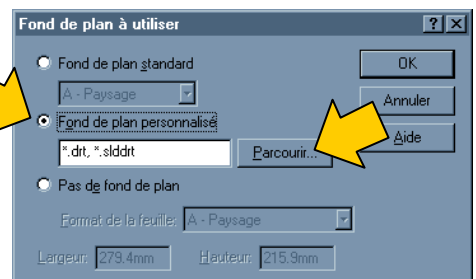 Fond de plan à utiliser
Fond de plan standard
OK
A - Paysage
Annuler
Fond de plan personnalisé
Aide
*.drt, *.slddrt
Parcourir...
Pas de fond de plan
Format de la feuille: A - Paysage
Largeur: 279.4mm Hauteur: 215.9mm